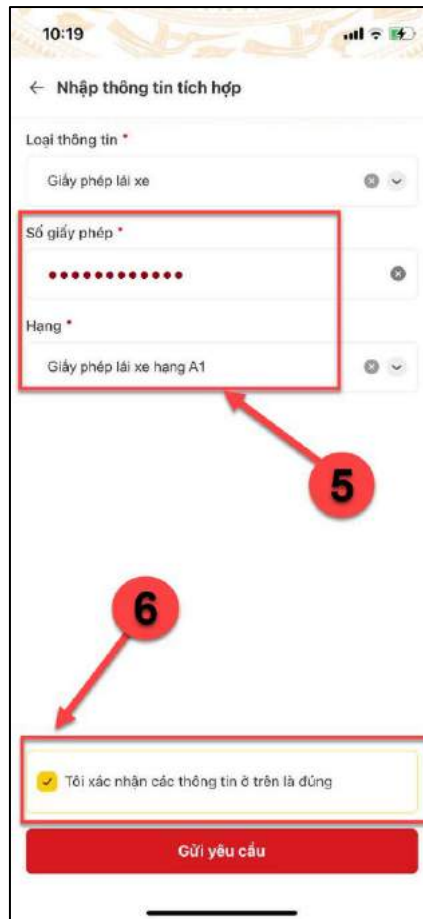 10:19
← Nhập thông tin tích hợp
Loại thông tin *
Giấy phép lái xe
Số giấy phép *
••••••••••••
Hạng *
Giấy phép lái xe hạng A1
5
6
Tôi xác nhận các thông tin ở trên là đúng
Gửi yêu cầu